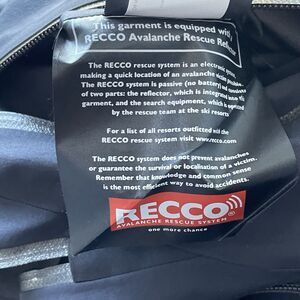 This garment is equipped with
RECCO Avalanche Rescue
The RECCO rescue system is an electronic
making a quick location of an avalanche victim
The RECCO system is passive (no battery)
of two parts: the reflector, which is integrated into
garment, and the search equipment, which is
by the rescue team at the ski resorts
For a list of all resorts outfitted with the
RECCO rescue system visit www.recco.com
The RECCO system does not prevent avalanches
or guarantee the survival or localisation of a victim.
Remember that knowledge and common sense
is the most efficient way to avoid accidents.
RECCO
AVALANCHE RESCUE SYSTEM
one more chance